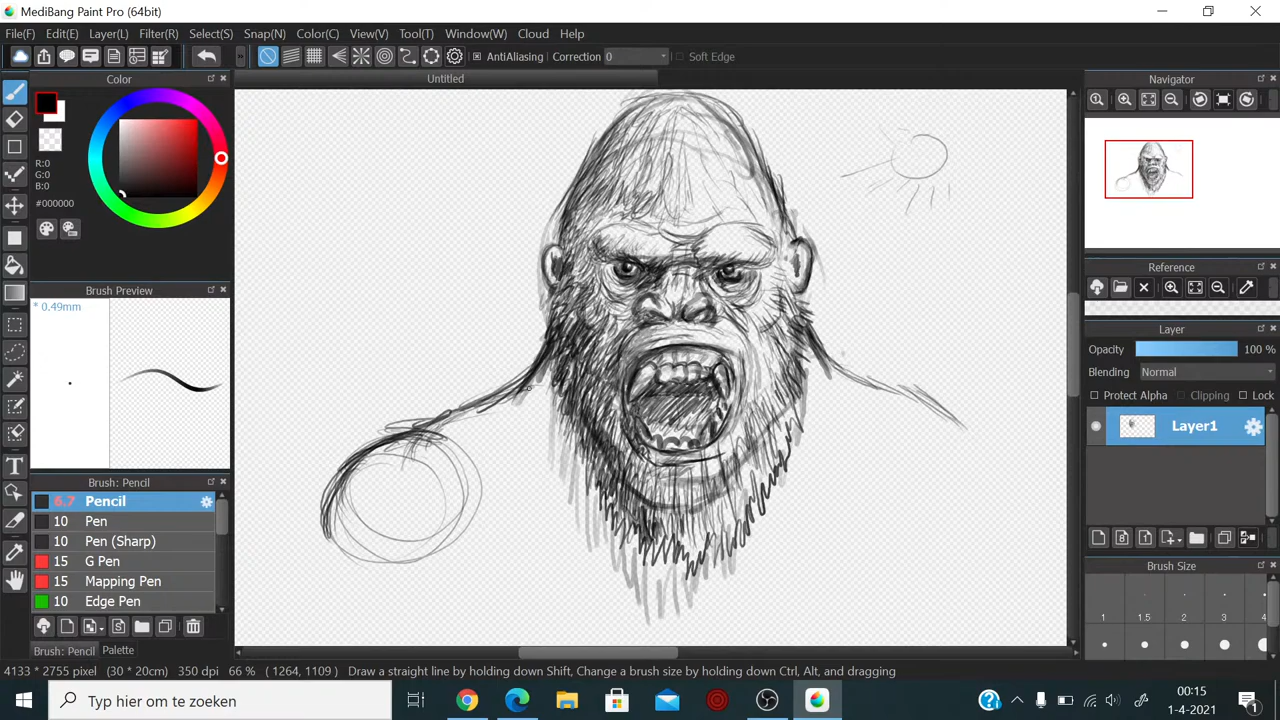 MediBang Paint Pro (64bit)
File(F) Edit(E) Layer(L) Filter(R) Select(S) Snap(N) Color(C) View(V) Tool(T) Window(W) Cloud Help
AntiAliasing Correction 0 Soft Edge
Color
Untitled
Navigator
R:0
G:0
B:0
#000000
Brush Preview
* 0.49mm
Reference
Layer
Opacity 100 %
Blending Normal
Protect Alpha Clipping Lock
Layer1
Brush: Pencil
6.7 Pencil
10 Pen
10 Pen (Sharp)
15 G Pen
15 Mapping Pen
10 Edge Pen
Brush Size
1 1.5 2 3 4
Brush: Pencil Palette
4133 * 2755 pixel (30 * 20cm) 350 dpi 66 % ( 1264, 1109 ) Draw a straight line by holding down Shift, Change a brush size by holding down Ctrl, Alt, and dragging
Typ hier om te zoeken
00:15
1-4-2021
1